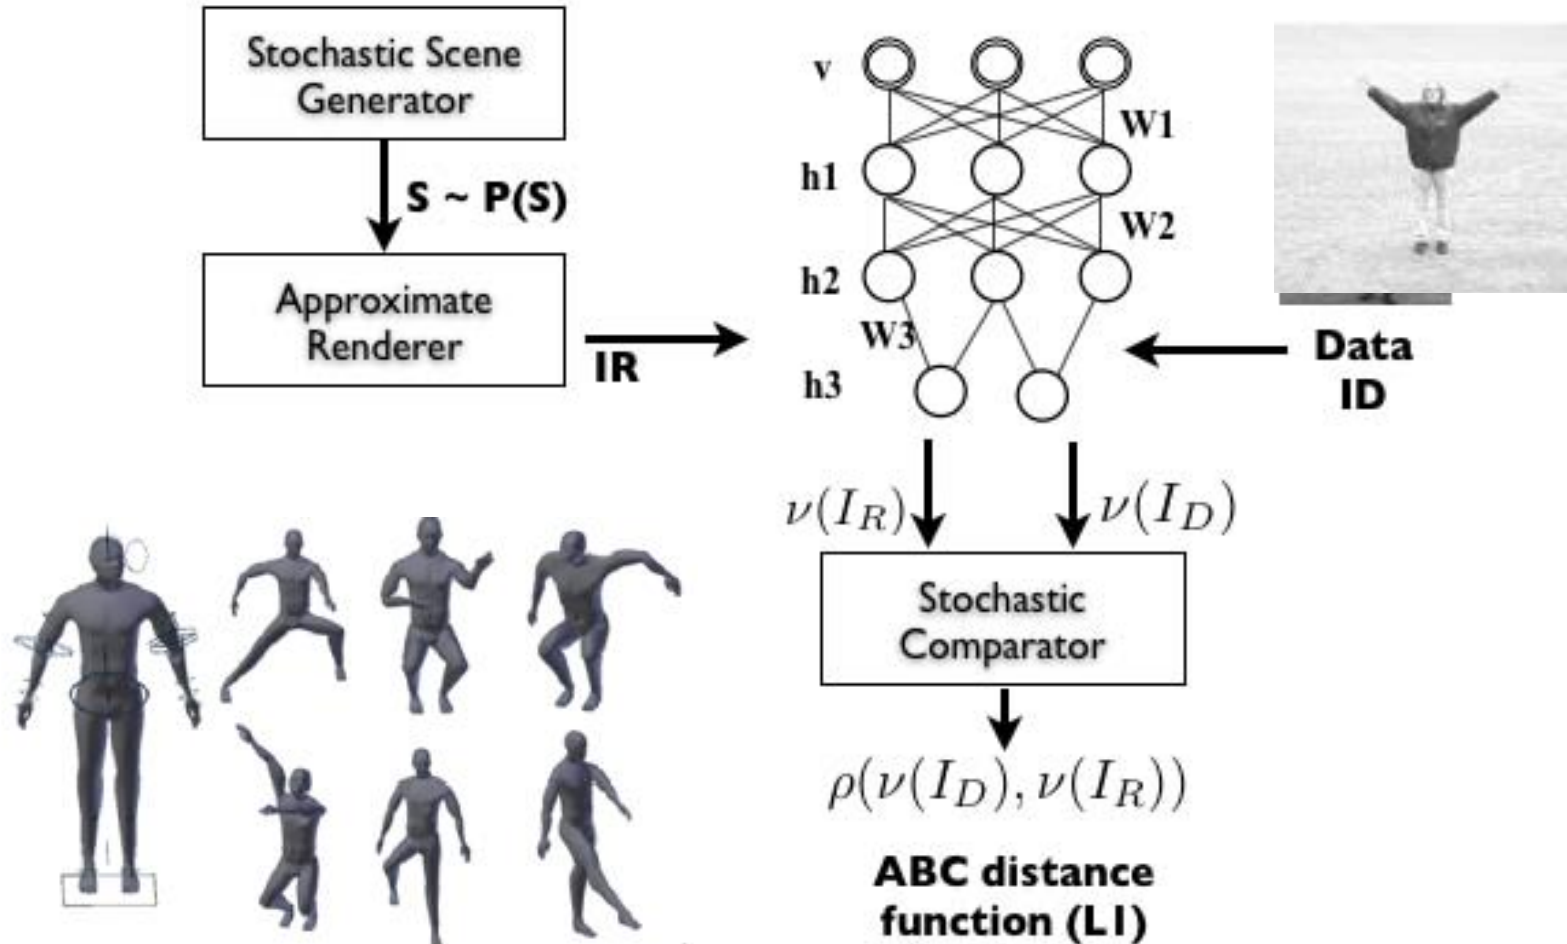 Stochastic Scene
Generator
S ~ P(S)
Approximate
Renderer
IR
v
W1
h1
W2
h2
W3
h3
Data
ID
ν(I_R)
ν(I_D)
Stochastic
Comparator
ρ(ν(I_D), ν(I_R))
ABC distance
function (L1)